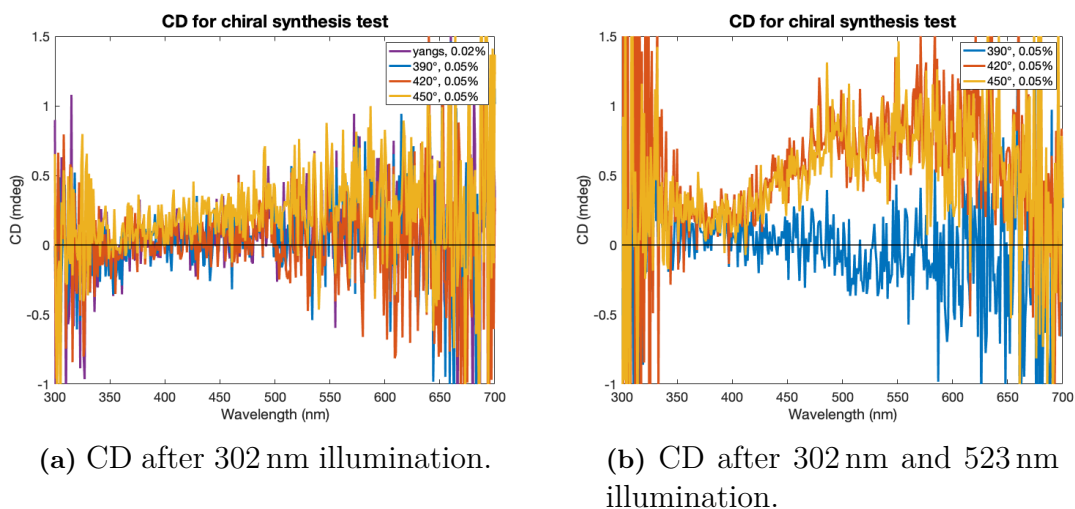 CD for chiral synthesis test
1.5
1
0.5
0
-0.5
-1
CD (mdeg)
yangs, 0.02%
390°, 0.05%
420°, 0.05%
450°, 0.05%
300 350 400 450 500 550 600 650 700
Wavelength (nm)
(a) CD after 302 nm illumination.
CD for chiral synthesis test
1.5
1
0.5
0
-0.5
-1
CD (mdeg)
390°, 0.05%
420°, 0.05%
450°, 0.05%
300 350 400 450 500 550 600 650 700
Wavelength (nm)
(b) CD after 302 nm and 523 nm
illumination.